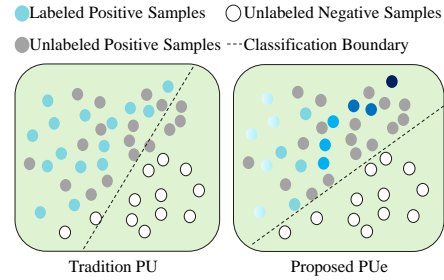 Labeled Positive Samples Unlabeled Negative Samples
Unlabeled Positive Samples Classification Boundary
Tradition PU Proposed PUe